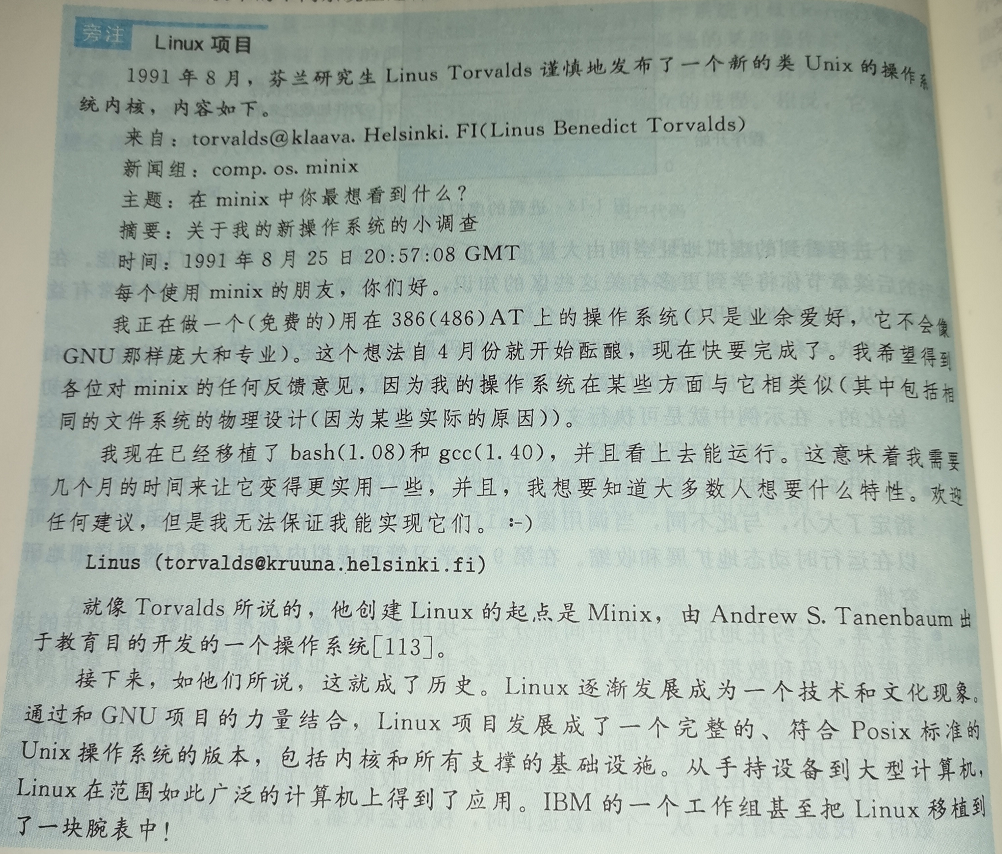 旁注 Linux 项目
1991 年 8 月，芬兰研究生 Linus Torvalds 谨慎地发布了一个新的类 Unix 的操作系
统内核，内容如下。
来自：torvalds@klaava. Helsinki. FI(Linus Benedict Torvalds)
新闻组：comp. os. minix
主题：在 minix 中你最想看到什么？
摘要：关于我的新操作系统的小调查
时间：1991 年 8 月 25 日 20:57:08 GMT
每个使用 minix 的朋友，你们好。
我正在做一个(免费的)用在 386(486)AT 上的操作系统(只是业余爱好，它不会像
GNU 那样庞大和专业)。这个想法自 4 月份就开始酝酿，现在快要完成了。我希望得到
各位对 minix 的任何反馈意见，因为我的操作系统在某些方面与它相类似(其中包括相
同的文件系统的物理设计(因为某些实际的原因))。
我现在已经移植了 bash(1.08)和 gcc(1.40)，并且看上去能运行。这意味着我需要
几个月的时间来让它变得更实用一些，并且，我想要知道大多数人想要什么特性。欢迎
任何建议，但是我无法保证我能实现它们。:-)
Linus (torvalds@kruuna.helsinki.fi)
就像 Torvalds 所说的，他创建 Linux 的起点是 Minix，由 Andrew S. Tanenbaum 出
于教育目的开发的一个操作系统[113]。
接下来，如他们所说，这就成了历史。Linux 逐渐发展成为一个技术和文化现象。
通过和 GNU 项目的力量结合，Linux 项目发展成了一个完整的、符合 Posix 标准的
Unix 操作系统的版本，包括内核和所有支撑的基础设施。从手持设备到大型计算机，
Linux 在范围如此广泛的计算机上得到了应用。IBM 的一个工作组甚至把 Linux 移植到
了一块腕表中！